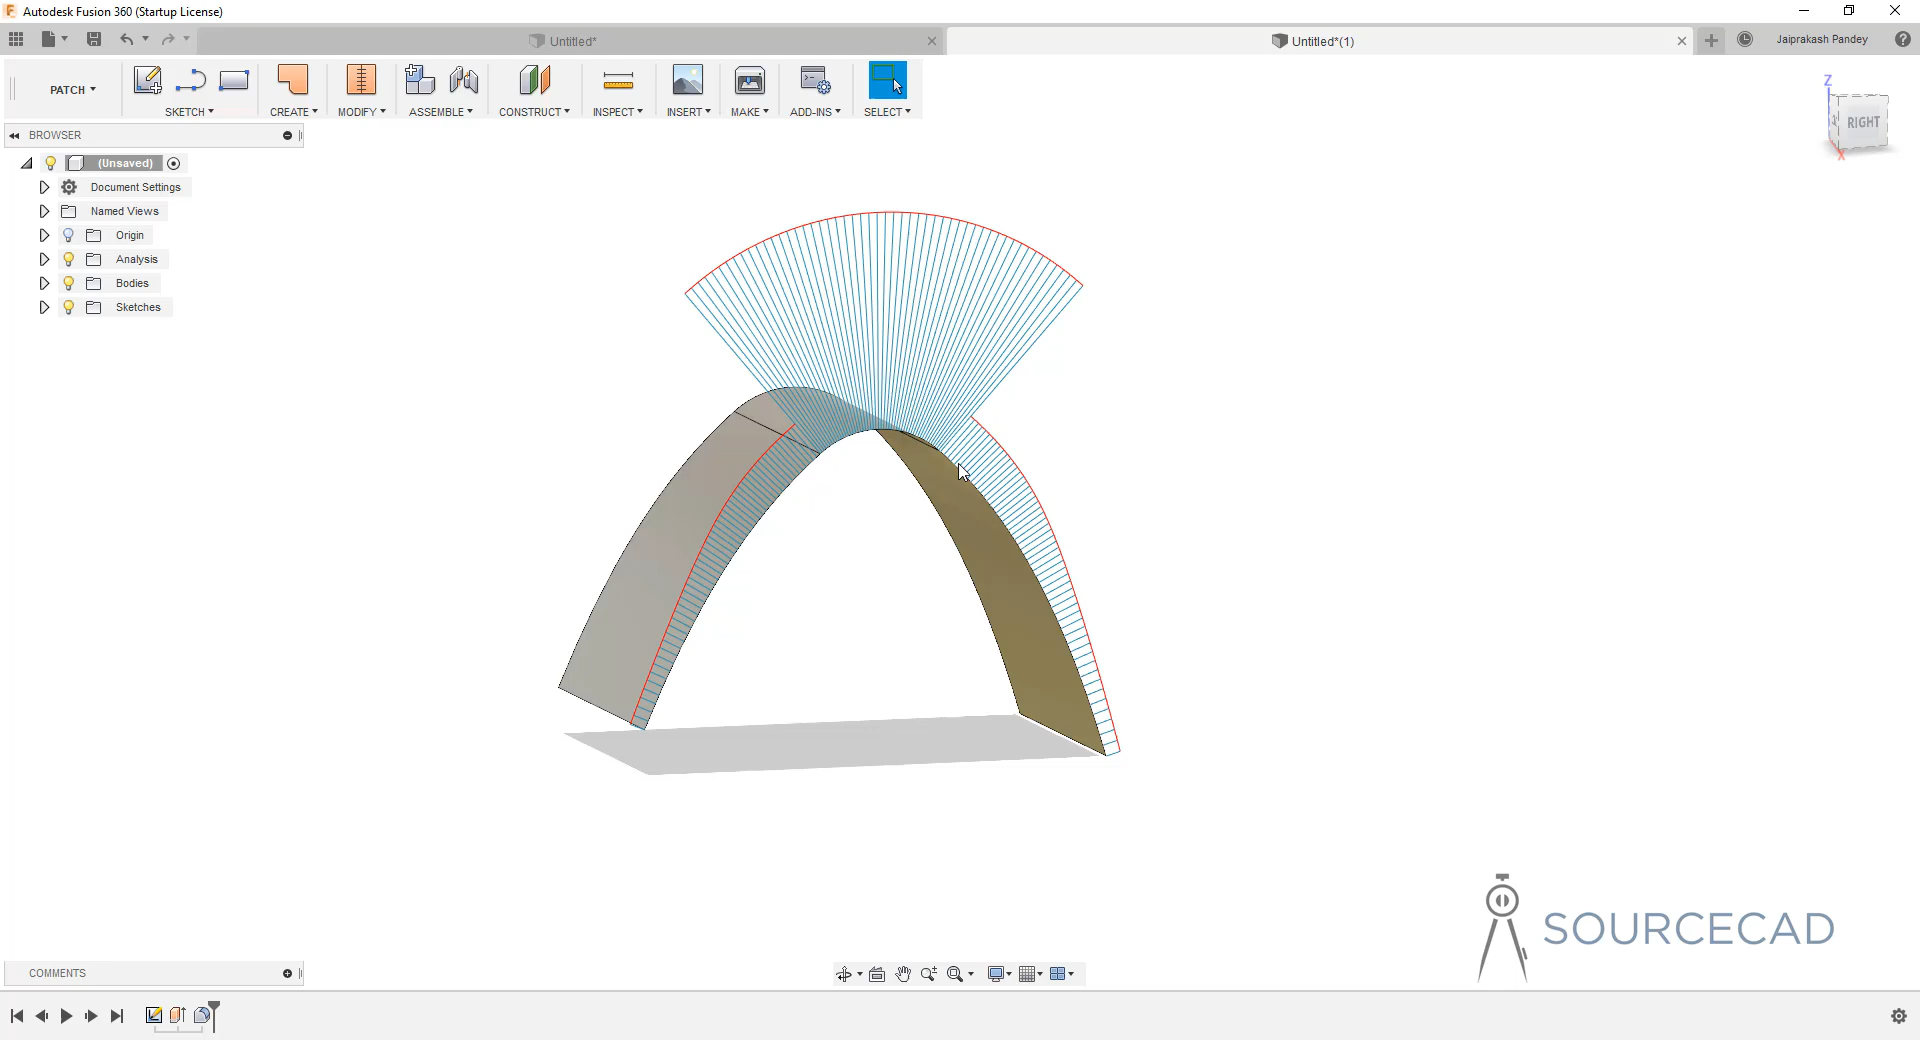 Autodesk Fusion 360 (Startup License)
Untitled*
Untitled*(1)
Jaiprakash Pandey
PATCH
SKETCH
CREATE
MODIFY
ASSEMBLE
CONSTRUCT
INSPECT
INSERT
MAKE
ADD-INS
SELECT
Z
RIGHT
X
BROWSER
(Unsaved)
Document Settings
Named Views
Origin
Analysis
Bodies
Sketches
SOURCECAD
COMMENTS